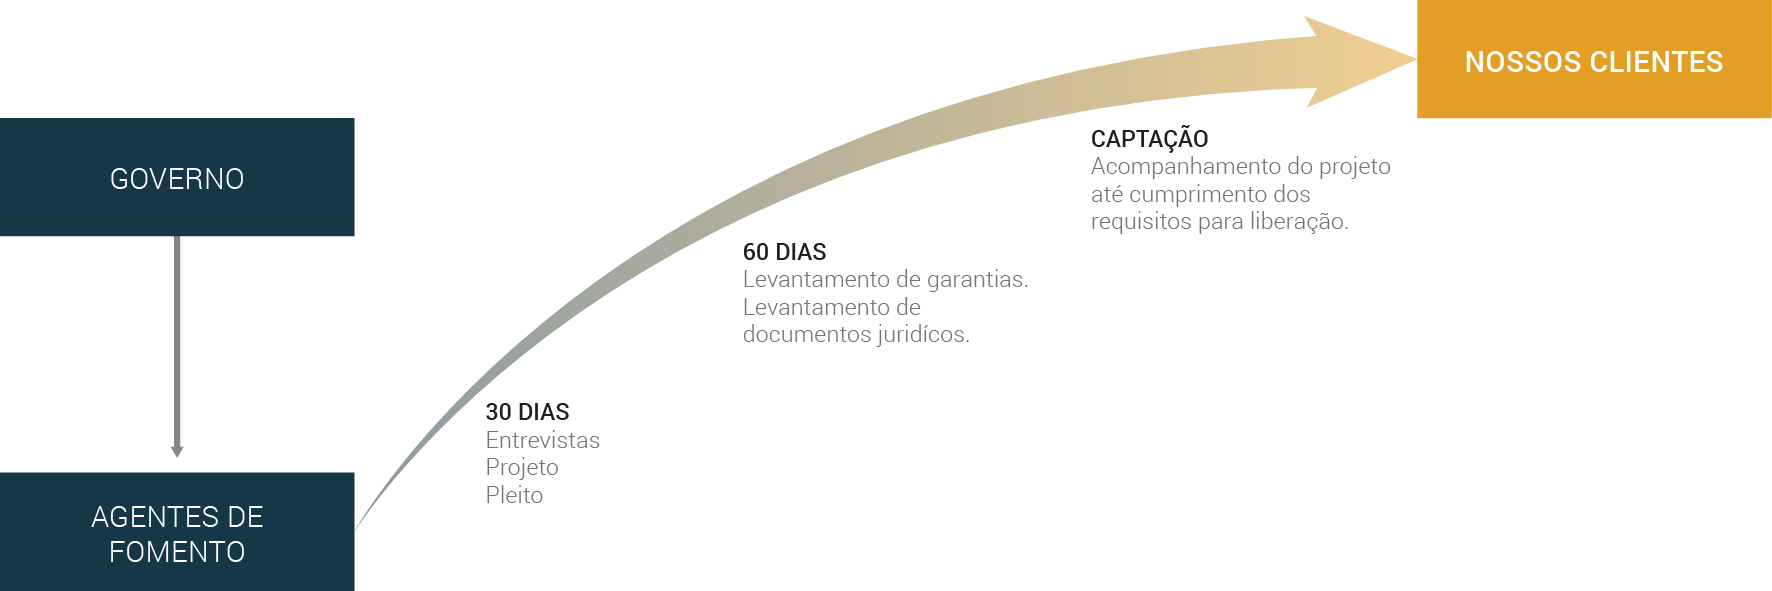 GOVERNO
AGENTES DE
FOMENTO
30 DIAS
Entrevistas
Projeto
Pleito
60 DIAS
Levantamento de garantias.
Levantamento de
documentos juridícos.
CAPTAÇÃO
Acompanhamento do projeto
até cumprimento dos
requisitos para liberação.
NOSSOS CLIENTES